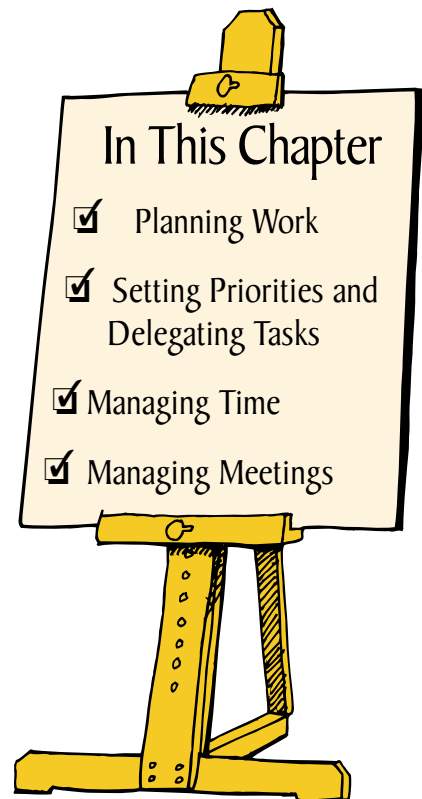 In This Chapter
☑ Planning Work
☑ Setting Priorities and
Delegating Tasks
☑ Managing Time
☑ Managing Meetings